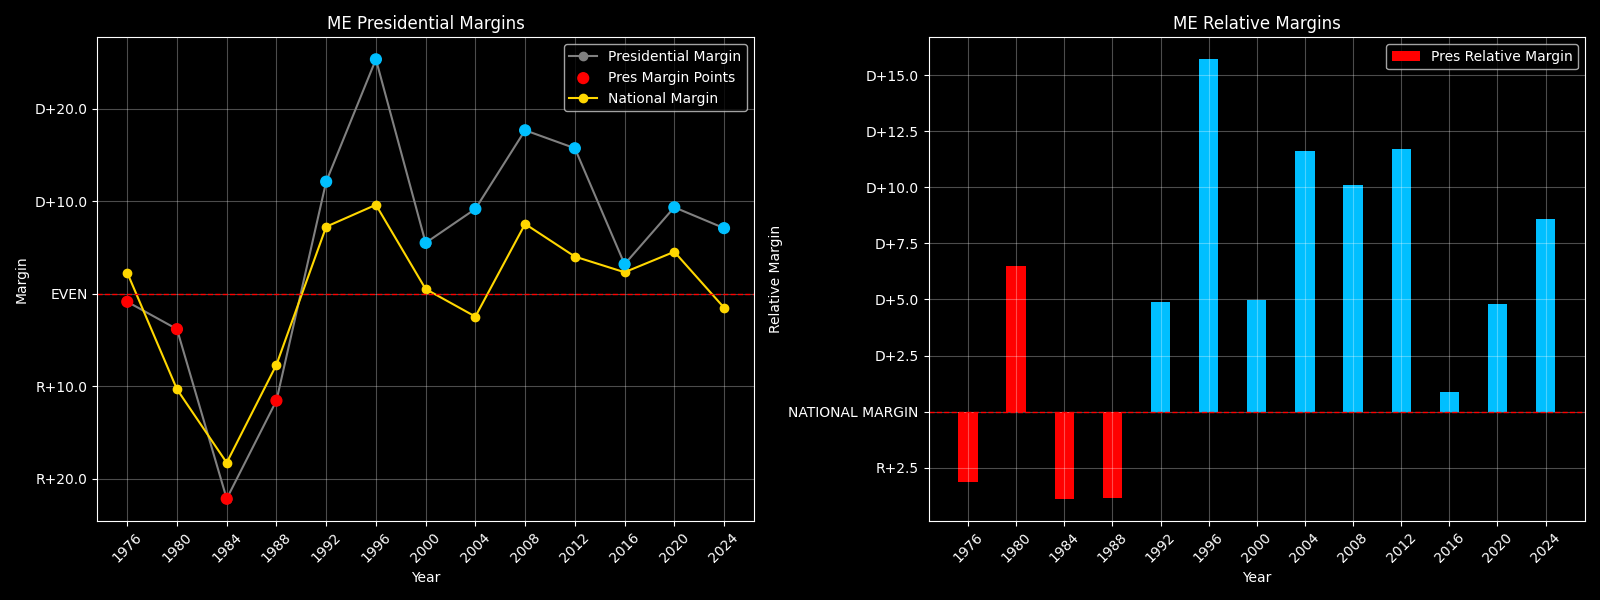 ME Presidential Margins
Presidential Margin
Pres Margin Points
National Margin
D+20.0
D+10.0
EVEN
R+10.0
R+20.0
Margin
1976
1980
1984
1988
1992
1996
2000
2004
2008
2012
2016
2020
2024
Year
ME Relative Margins
Pres Relative Margin
D+15.0
D+12.5
D+10.0
D+7.5
D+5.0
D+2.5
NATIONAL MARGIN
R+2.5
Relative Margin
1976
1980
1984
1988
1992
1996
2000
2004
2008
2012
2016
2020
2024
Year